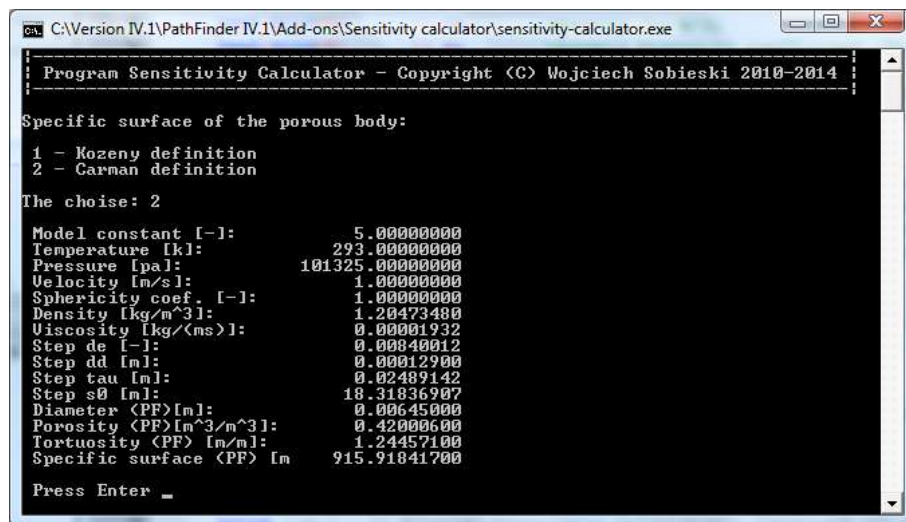 C:\Version IV.1\PathFinder IV.1\Add-ons\Sensitivity calculator\sensitivity-calculator.exe
Program Sensitivity Calculator - Copyright (C) Wojciech Sobieski 2010-2014
Specific surface of the porous body:
1 - Kozeny definition
2 - Carman definition
The choise: 2
Model constant [-]: 5.00000000
Temperature [k]: 293.00000000
Pressure [pa]: 101325.00000000
Velocity [m/s]: 1.00000000
Sphericity coef. [-]: 1.00000000
Density [kg/m^3]: 1.20473480
Viscosity [kg/(ms)]: 0.00001932
Step de [-]: 0.00840012
Step dd [m]: 0.00012900
Step tau [m]: 0.02489142
Step s0 [m]: 18.31836907
Diameter (PF)[m]: 0.00645000
Porosity (PF)[m^3/m^3]: 0.42000600
Tortuosity (PF) [m/m]: 1.24457100
Specific surface (PF) [m 915.91841700
Press Enter _